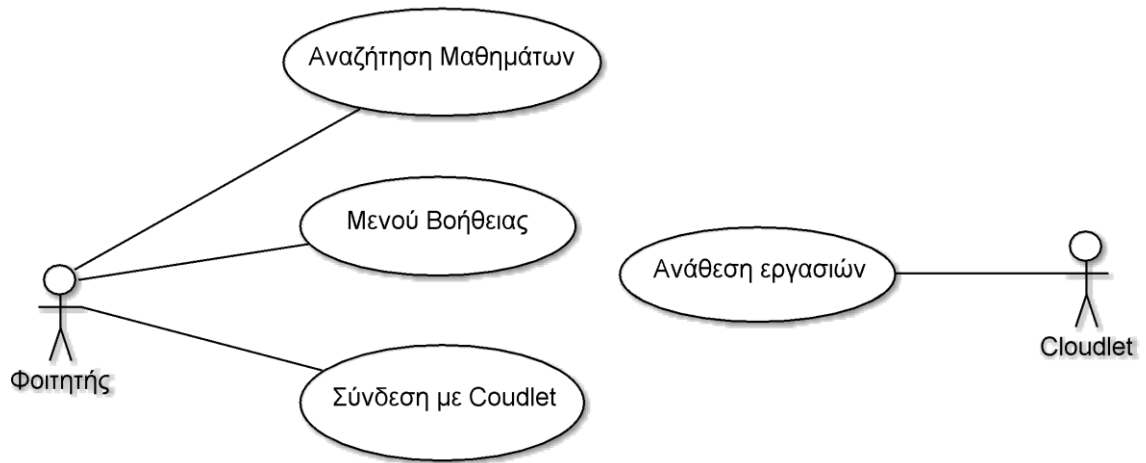 Αναζήτηση Μαθημάτων
Μενού Βοήθειας
Ανάθεση εργασιών
Cloudlet
Φοιτητής
Σύνδεση με Coudlet